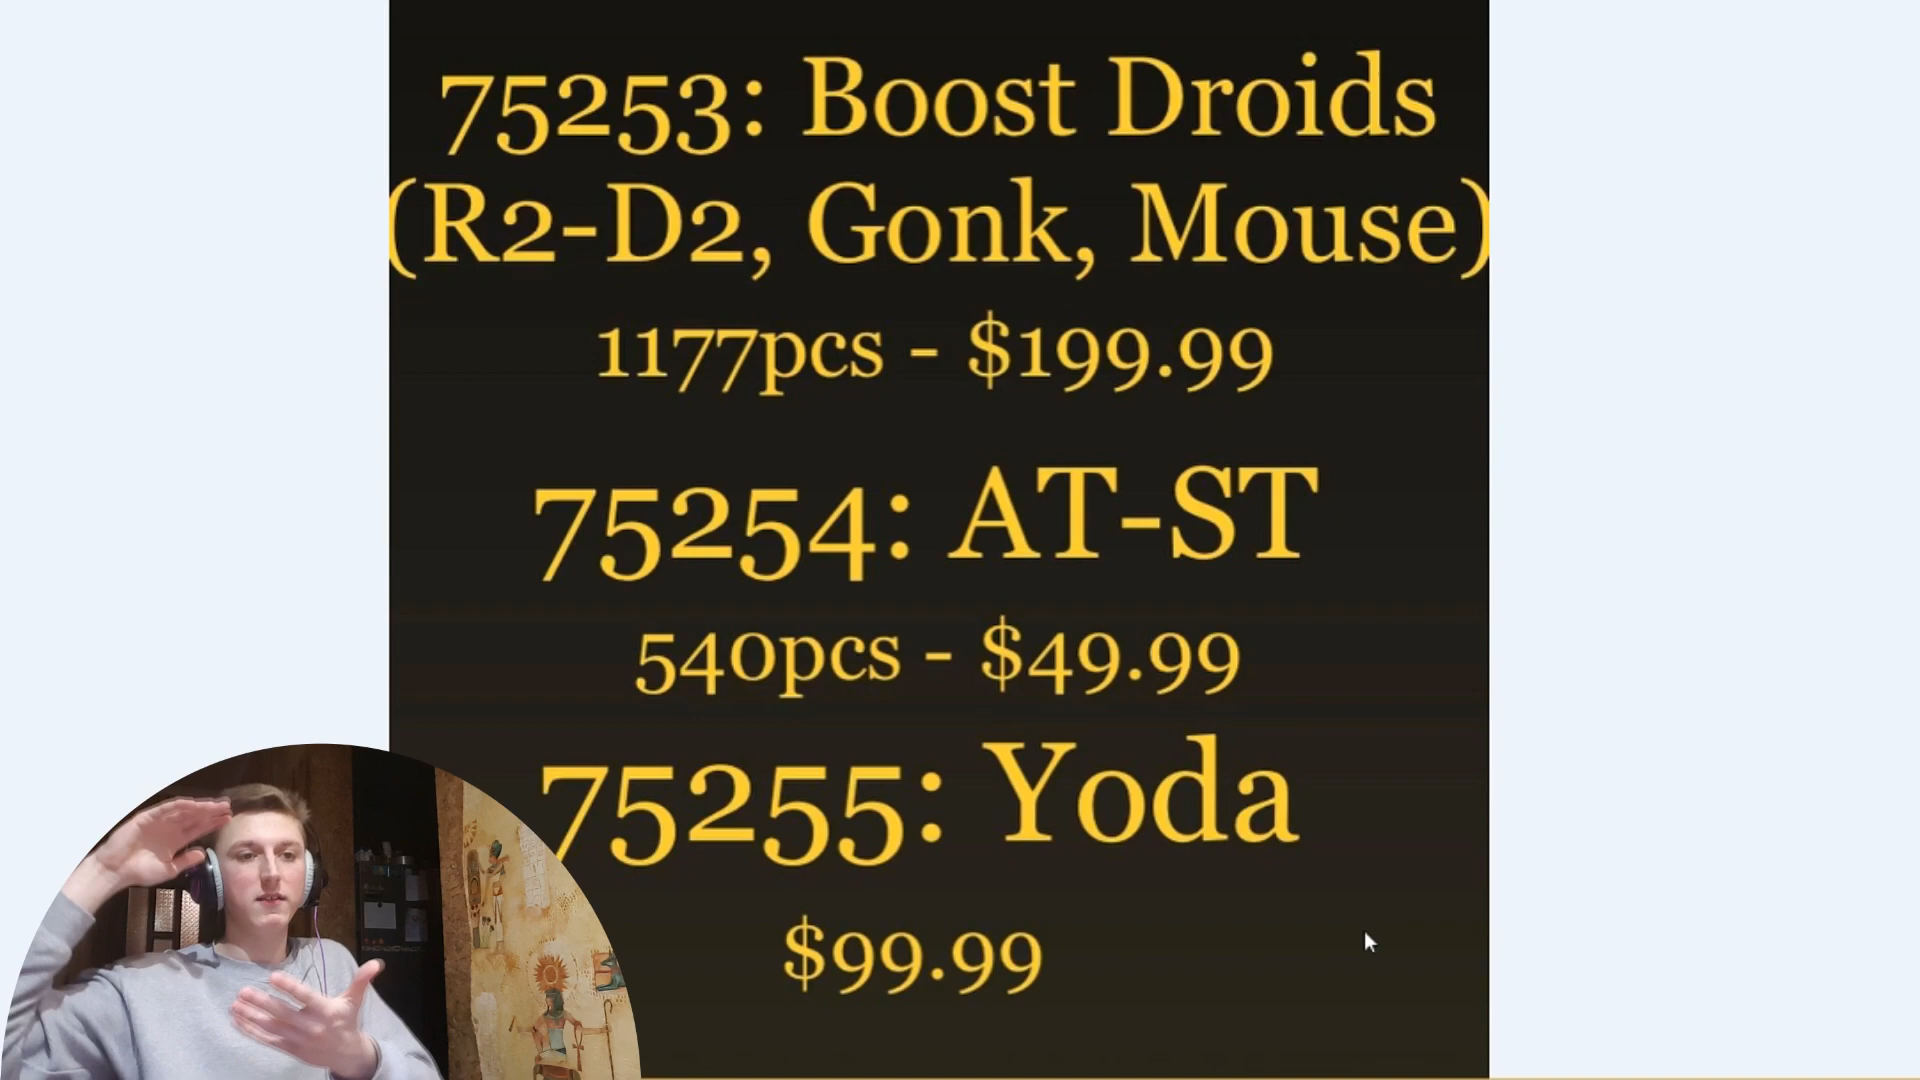 75253: Boost Droids
(R2-D2, Gonk, Mouse)
1177pcs - $199.99
75254: AT-ST
540pcs - $49.99
75255: Yoda
$99.99